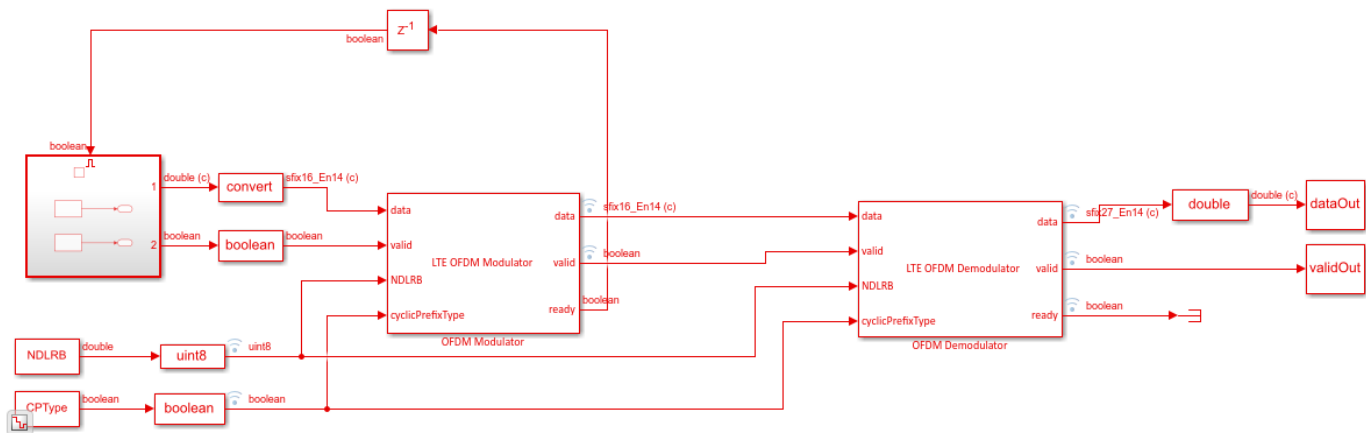 Z-1
boolean
boolean
1
double (c)
convert
sfix16_En14 (c)
2
boolean
boolean
boolean
data
valid
NDLRB
cyclicPrefixType
LTE OFDM Modulator
data
valid
ready
OFDM Modulator
sfix16_En14 (c)
boolean
boolean
data
valid
NDLRB
cyclicPrefixType
LTE OFDM Demodulator
data
valid
ready
OFDM Demodulator
sfix27_En14 (c)
double
double (c)
dataOut
boolean
validOut
boolean
NDLRB
double
uint8
uint8
CPType
boolean
boolean
boolean